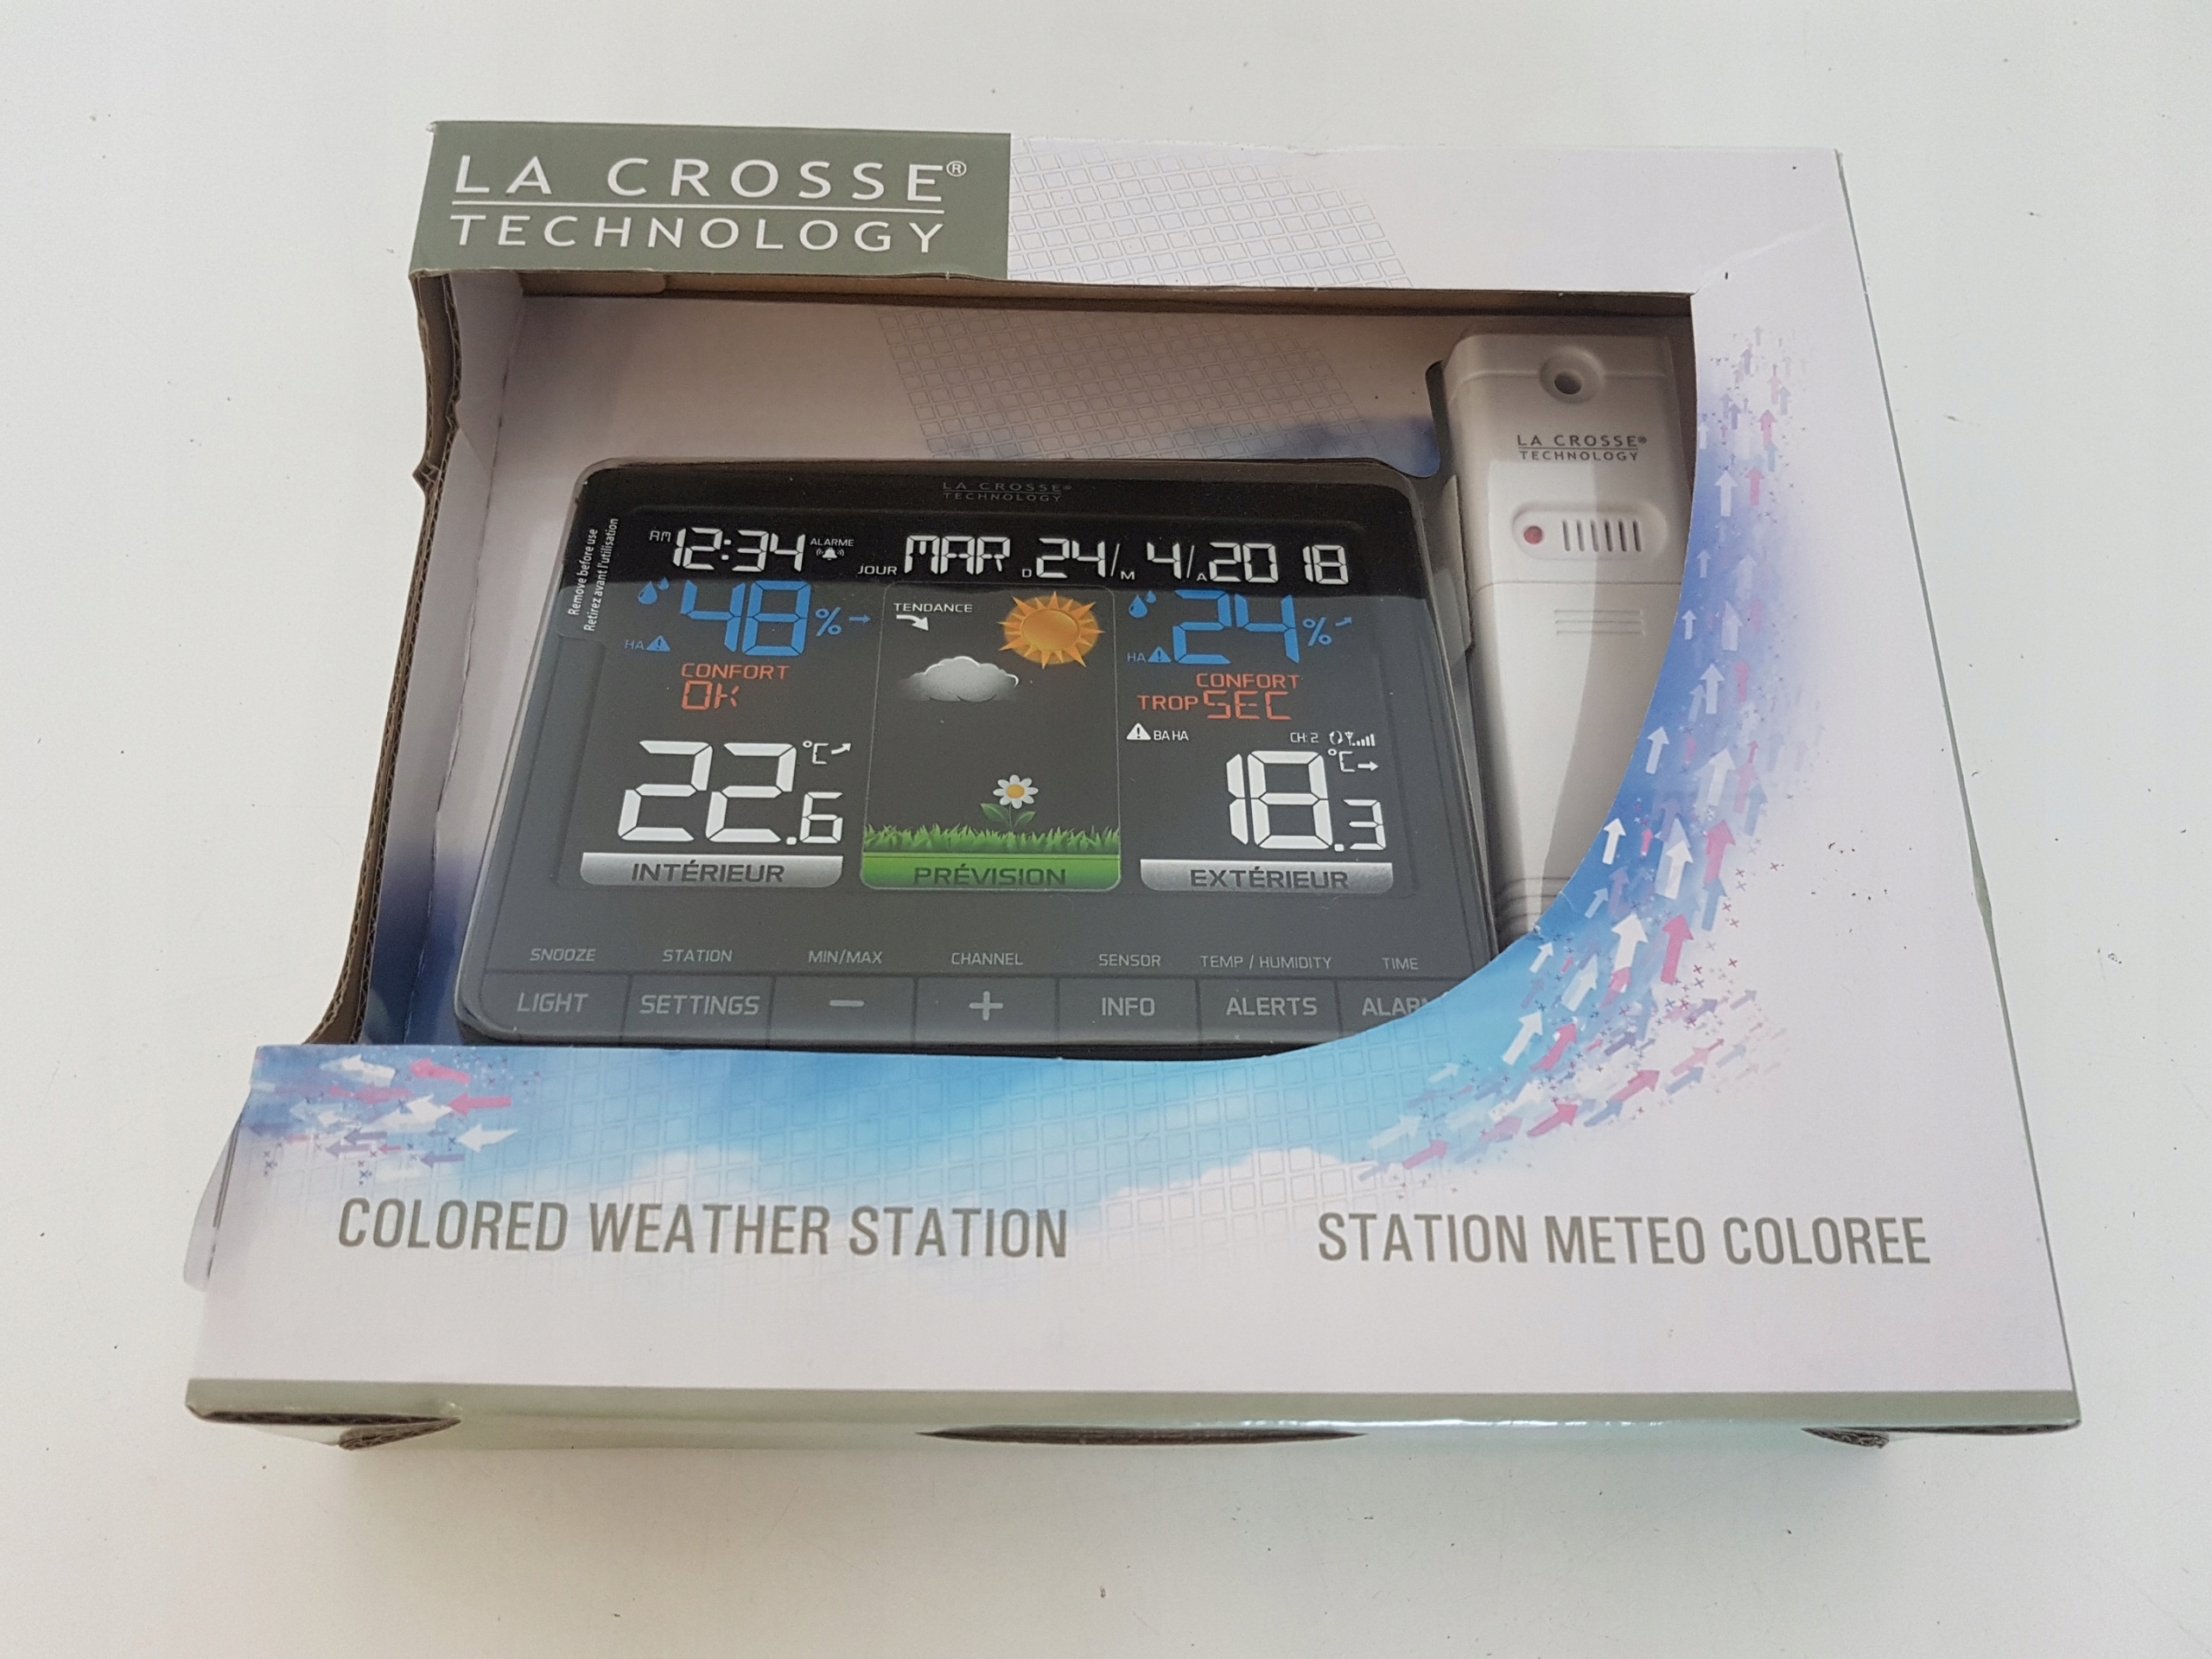 LA CROSSE®
TECHNOLOGY
LA CROSSE®
TECHNOLOGY
LA CROSSE®
TECHNOLOGY
Remove before use
Retirez avant l'utilisation
AM 12:34 ALARME JOUR MAR D 24/ M 4/ A 20 18
48 % HA
CONFORT
OK
22.6 °C
INTÉRIEUR
TENDANCE
PRÉVISION
24 % HA
CONFORT
TROP SEC
BA HA CH: 2
18.3 °C
EXTÉRIEUR
SNOOZE STATION MIN/MAX CHANNEL SENSOR TEMP / HUMIDITY TIME
LIGHT SETTINGS − + INFO ALERTS ALARM
COLORED WEATHER STATION
STATION METEO COLOREE